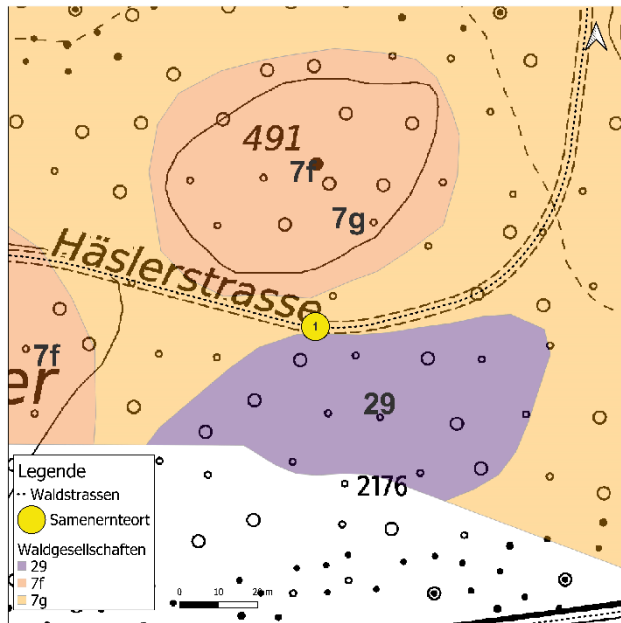 491
7f
7g
Häslerstrasse
1
7f
er
29
2176
Legende
Waldstrassen
Samenernteort
Waldgesellschaften
29
7f
7g
0 10 20 m